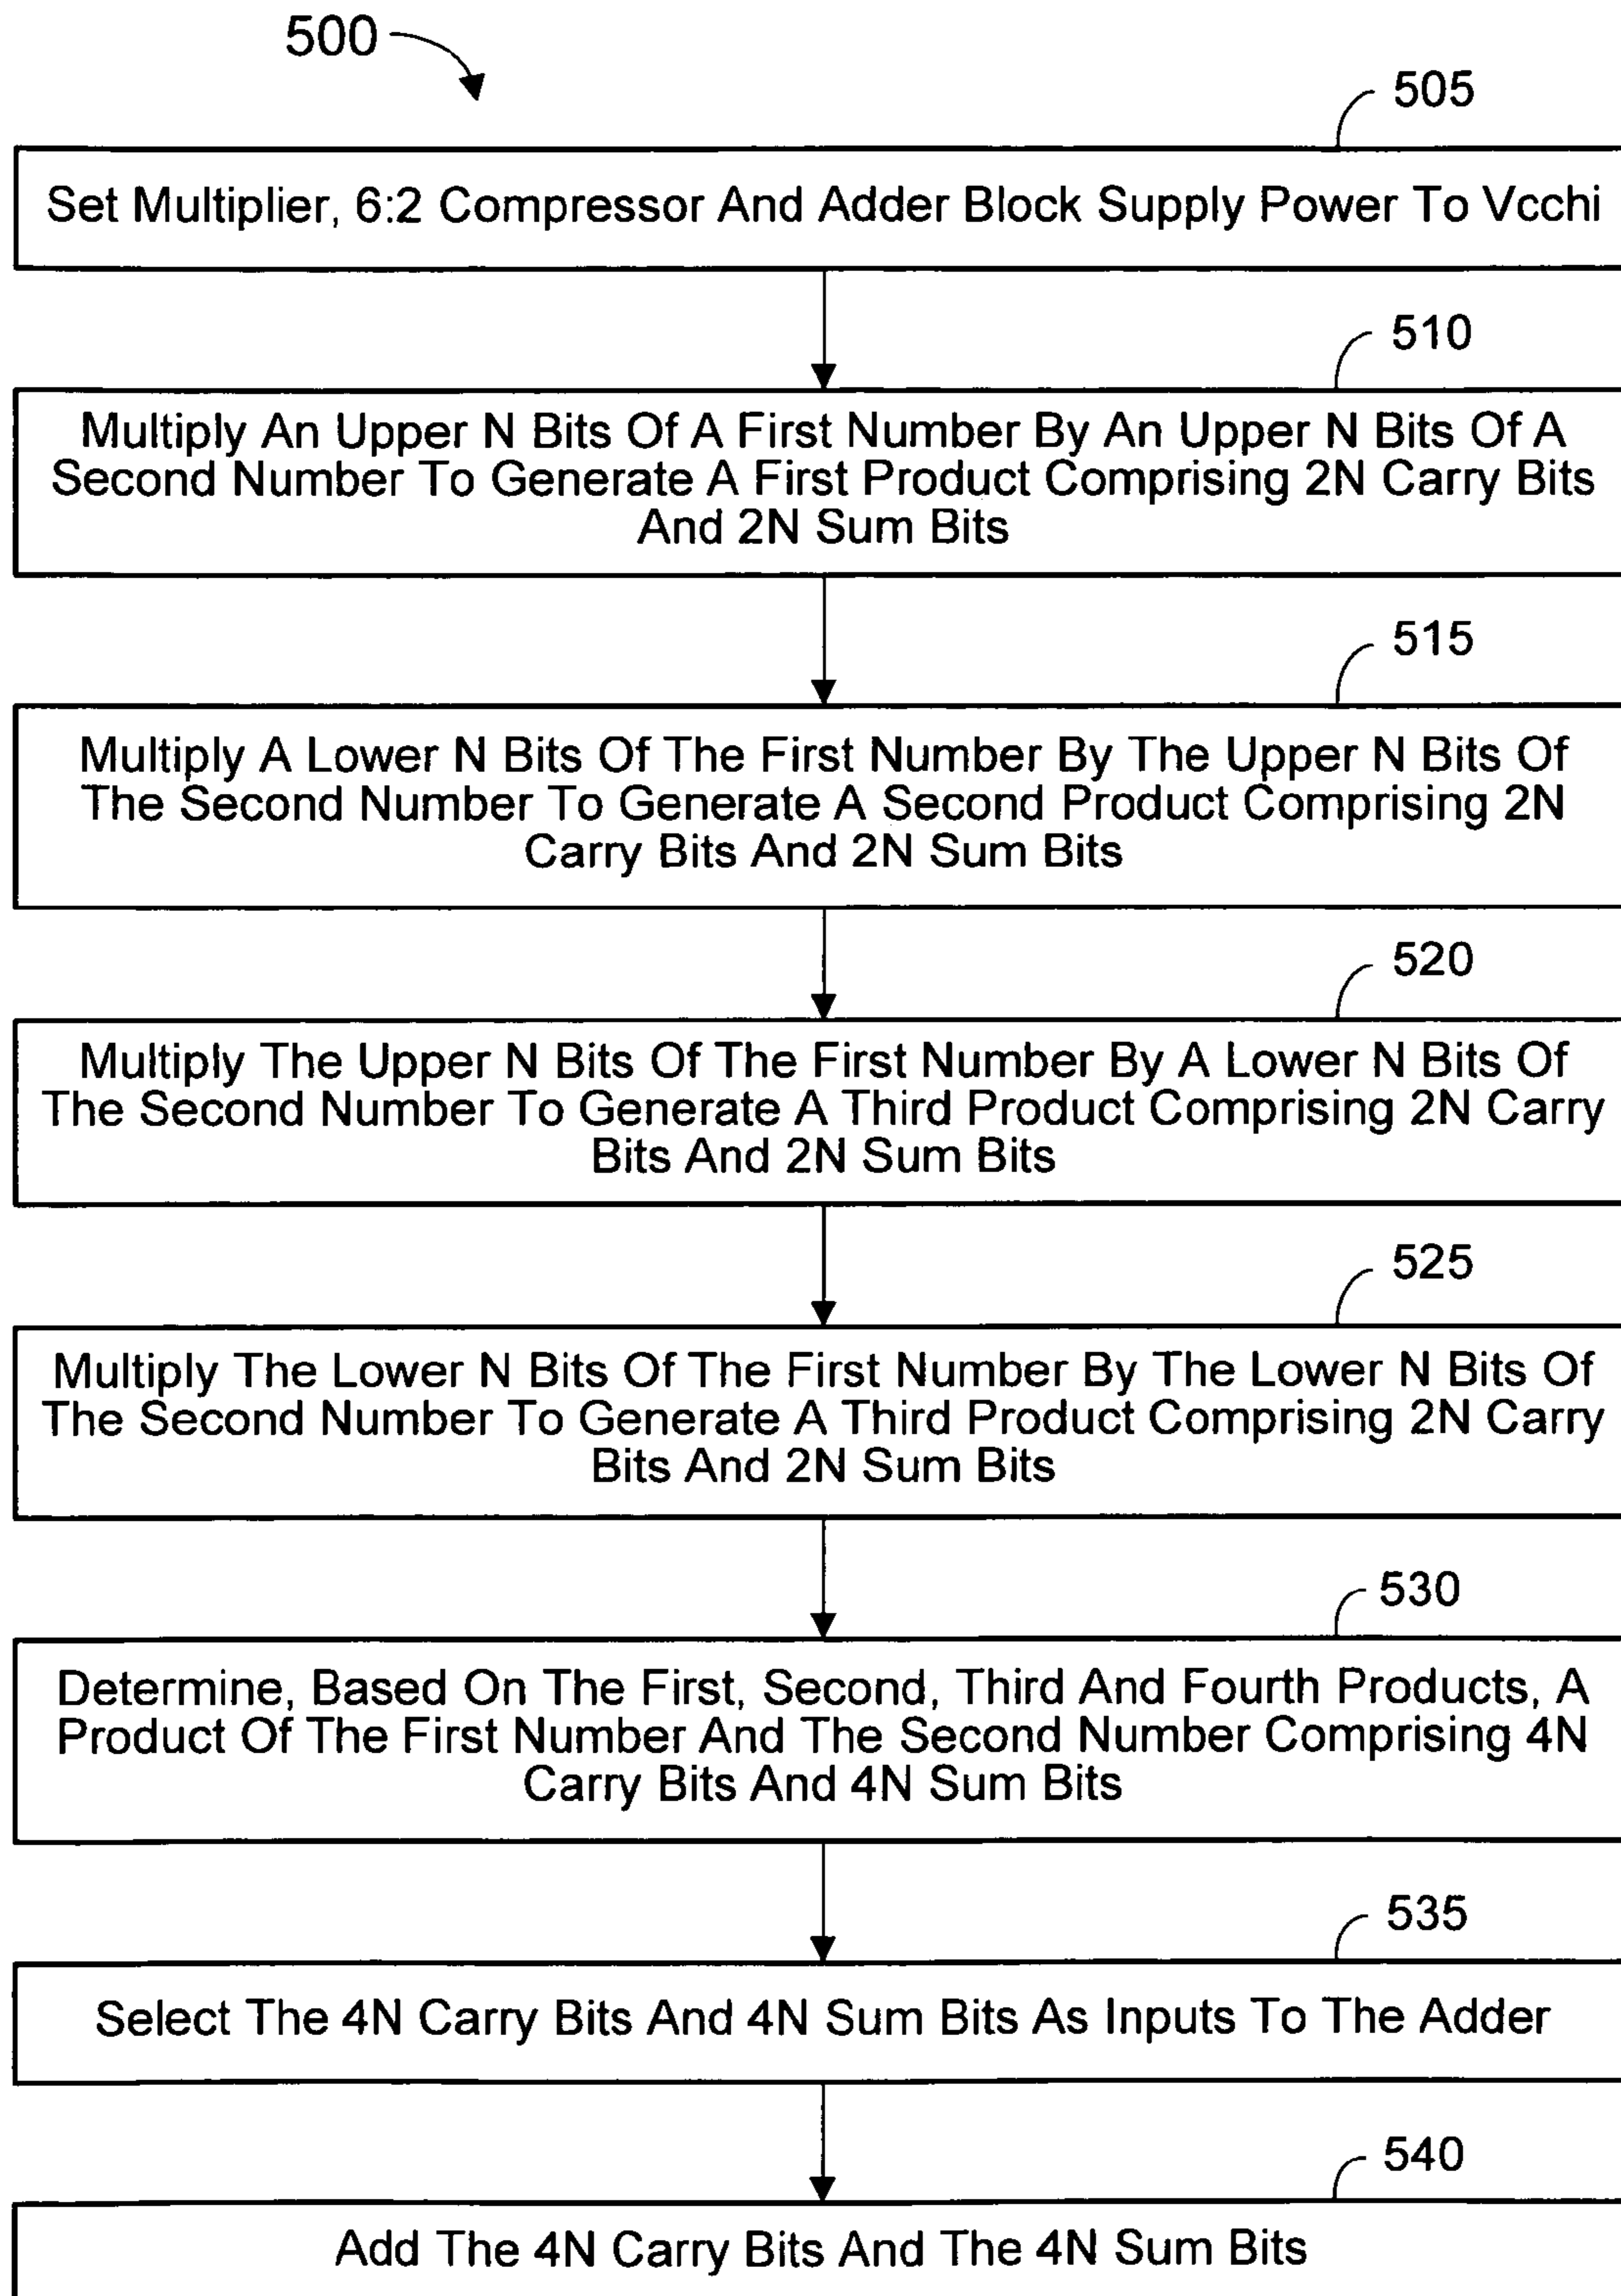 500
505
Set Multiplier, 6:2 Compressor And Adder Block Supply Power To Vcchi
510
Multiply An Upper N Bits Of A First Number By An Upper N Bits Of A
Second Number To Generate A First Product Comprising 2N Carry Bits
And 2N Sum Bits
515
Multiply A Lower N Bits Of The First Number By The Upper N Bits Of
The Second Number To Generate A Second Product Comprising 2N
Carry Bits And 2N Sum Bits
520
Multiply The Upper N Bits Of The First Number By A Lower N Bits Of
The Second Number To Generate A Third Product Comprising 2N Carry
Bits And 2N Sum Bits
525
Multiply The Lower N Bits Of The First Number By The Lower N Bits Of
The Second Number To Generate A Third Product Comprising 2N Carry
Bits And 2N Sum Bits
530
Determine, Based On The First, Second, Third And Fourth Products, A
Product Of The First Number And The Second Number Comprising 4N
Carry Bits And 4N Sum Bits
535
Select The 4N Carry Bits And 4N Sum Bits As Inputs To The Adder
540
Add The 4N Carry Bits And The 4N Sum Bits